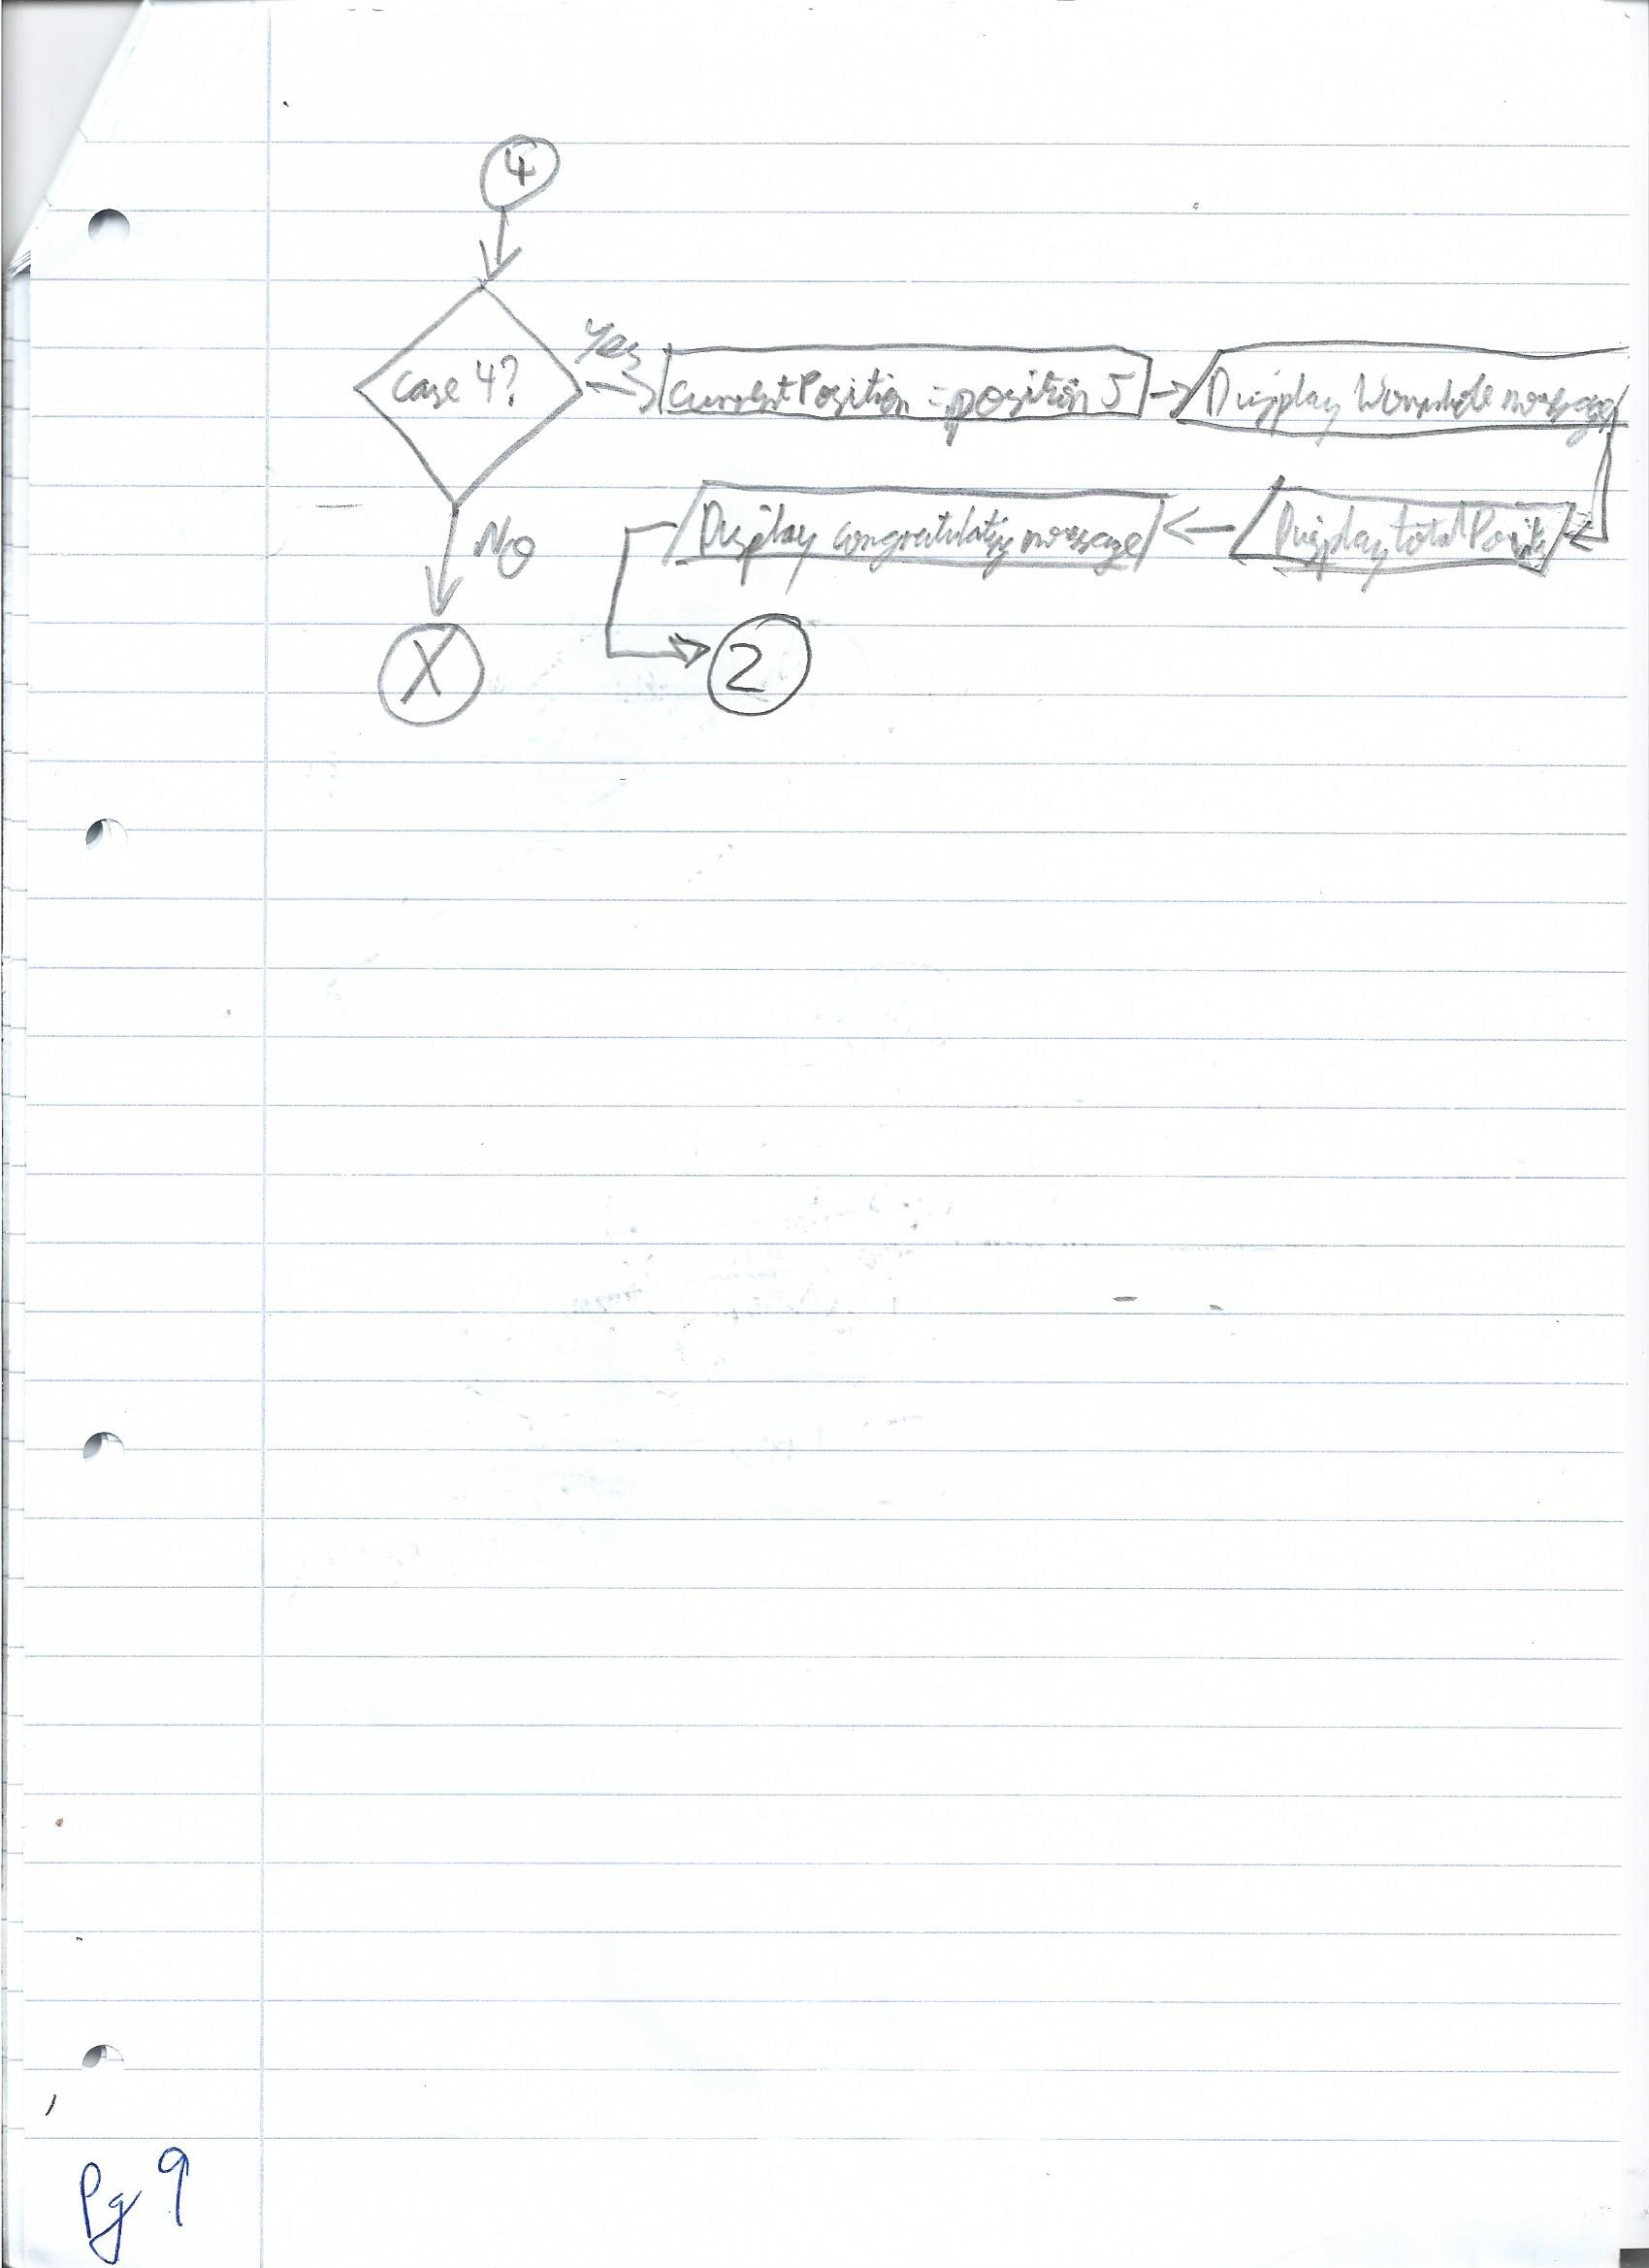 4
Yes
case 4?
currentPosition = position 5
Display Wormhole message
No
Display congratulating message
Display totalPoints
X
2
Pg 9